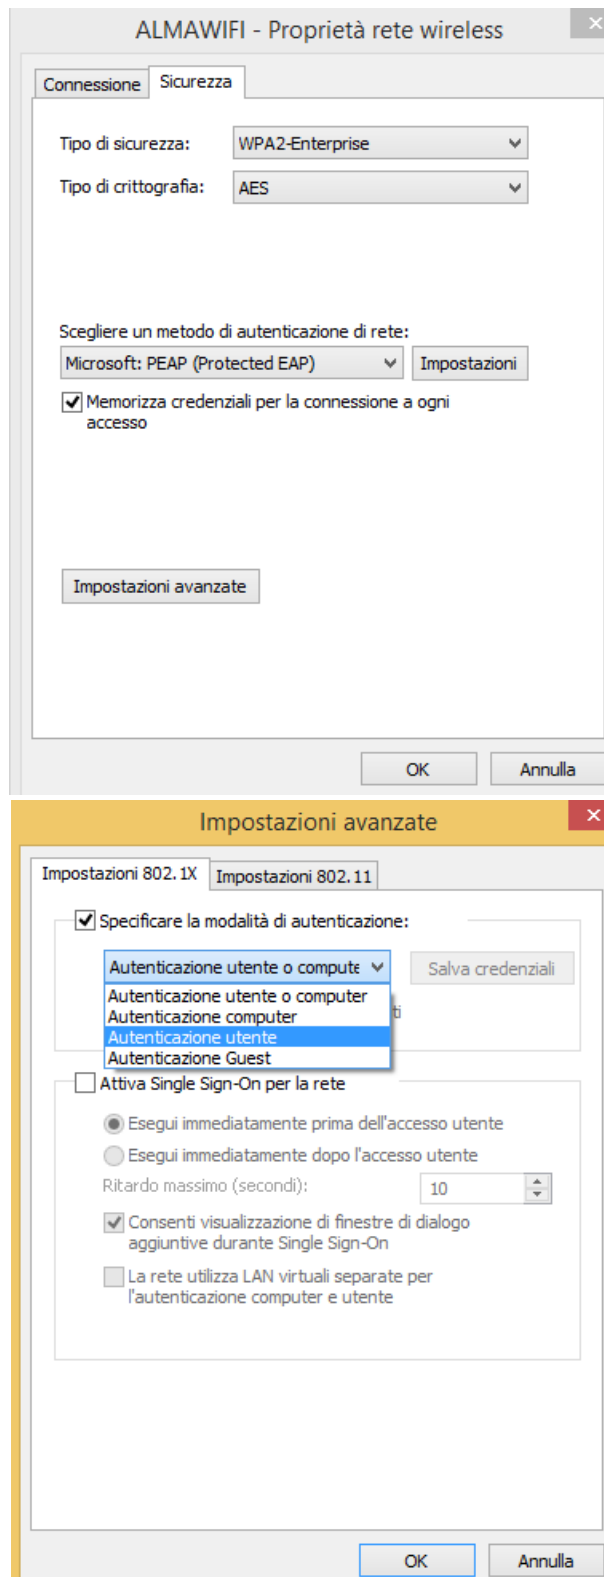 ALMAWIFI - Proprietà rete wireless
Connessione
Sicurezza
Tipo di sicurezza:
WPA2-Enterprise
Tipo di crittografia:
AES
Scegliere un metodo di autenticazione di rete:
Microsoft: PEAP (Protected EAP)
Impostazioni
Memorizza credenziali per la connessione a ogni
accesso
Impostazioni avanzate
OK
Annulla
Impostazioni avanzate
Impostazioni 802.1X
Impostazioni 802.11
Specificare la modalità di autenticazione:
Autenticazione utente o compute
Salva credenziali
Autenticazione utente o computer
Autenticazione computer
Autenticazione utente
Autenticazione Guest
Attiva Single Sign-On per la rete
Esegui immediatamente prima dell'accesso utente
Esegui immediatamente dopo l'accesso utente
Ritardo massimo (secondi):
10
Consenti visualizzazione di finestre di dialogo
aggiuntive durante Single Sign-On
La rete utilizza LAN virtuali separate per
l'autenticazione computer e utente
OK
Annulla